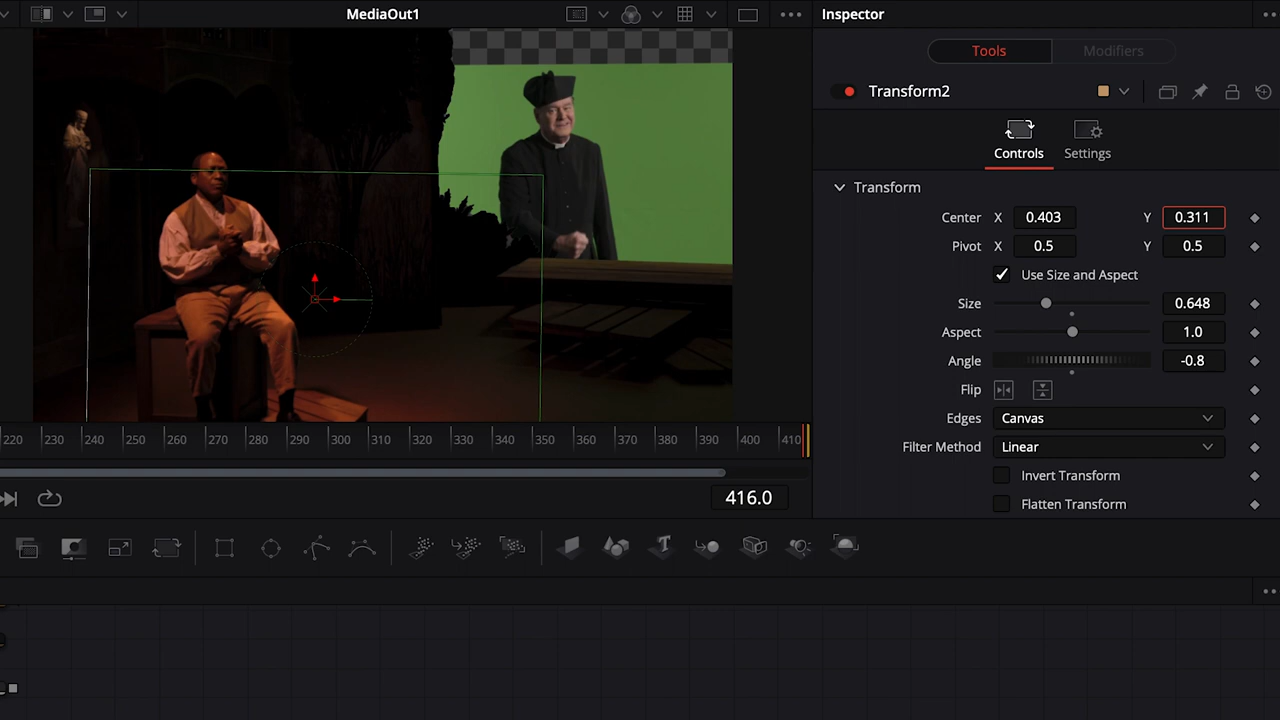 MediaOut1
Inspector
Tools Modifiers
Transform2
Controls Settings
Transform
Center X 0.403 Y 0.311
Pivot X 0.5 Y 0.5
Use Size and Aspect
Size 0.648
Aspect 1.0
Angle -0.8
Flip
Edges Canvas
Filter Method Linear
Invert Transform
Flatten Transform
220 230 240 250 260 270 280 290 300 310 320 330 340 350 360 370 380 390 400 410
416.0
T